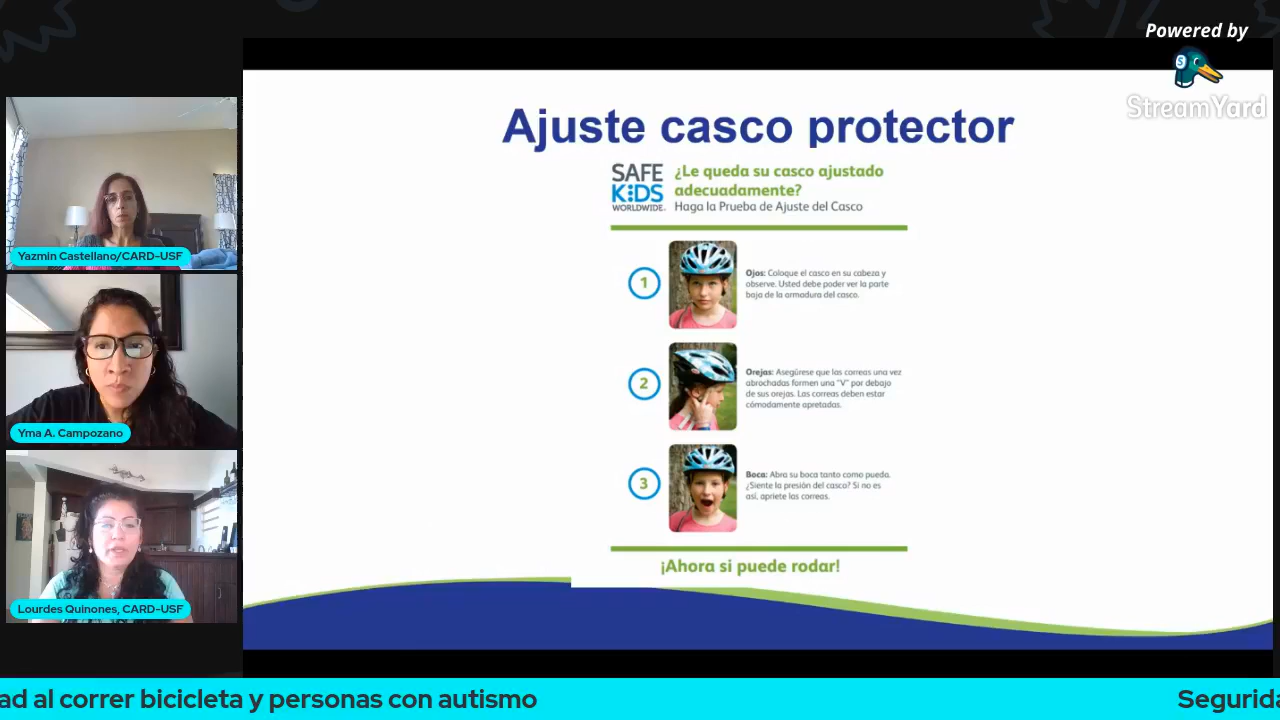 Powered by
StreamYard
Ajuste casco protector
SAFE
KIDS
WORLDWIDE.
¿Le queda su casco ajustado
adecuadamente?
Haga la Prueba de Ajuste del Casco
1
Ojos: Coloque el casco en su cabeza y
observe. Usted debe poder ver la parte
baja de la armadura del casco.
2
Orejas: Asegúrese que las correas una vez
abrochadas formen una "V" por debajo
de sus orejas. Las correas deben estar
cómodamente apretadas.
3
Boca: Abra su boca tanto como pueda.
¿Siente la presión del casco? Si no es
así, apriete las correas.
¡Ahora si puede rodar!
Yazmin Castellano/CARD-USF
Yma A. Campozano
Lourdes Quinones, CARD-USF
ad al correr bicicleta y personas con autismo
Segurida